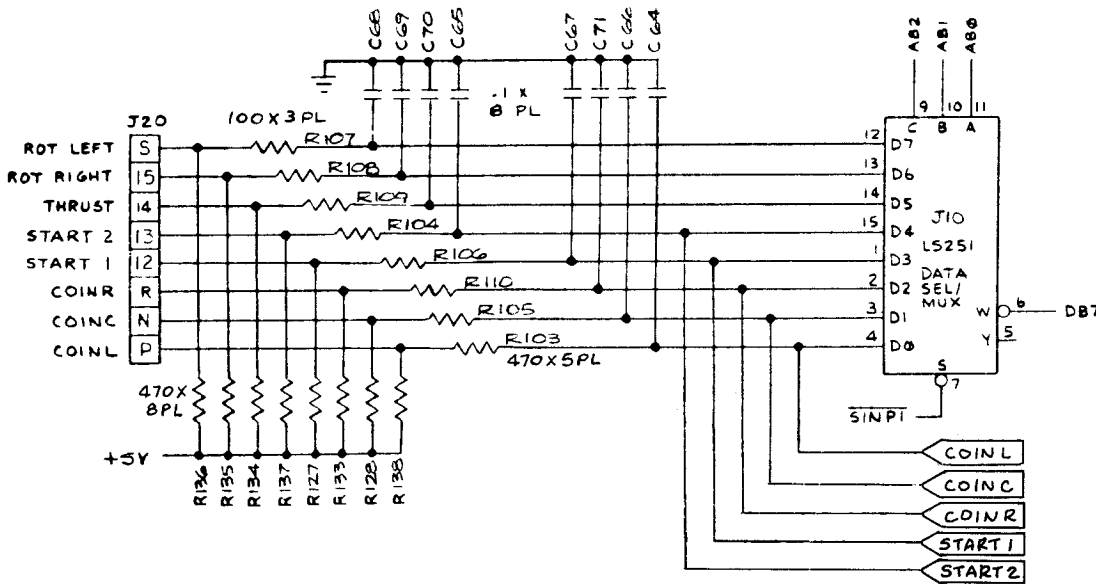 C68
C69
C70
C65
C67
C71
C66
C64
.1 X
8 PL
AB2
AB1
ABØ
9
10
11
C
B
A
J20
100 X 3 PL
ROT LEFT S R107 12 D7
ROT RIGHT 15 R108 13 D6
THRUST 14 R109 14 D5
START 2 13 R104 15 D4
START 1 12 R106 1 D3
COINR R R110 2 D2
COINC N R105 3 D1
COINL P R103 4 DØ
470 X 5 PL
J10
LS251
DATA
SEL/
MUX
W 6 DB7
Y 5
S
7
SINP1
470 X
8 PL
+5V
R136
R135
R134
R137
R127
R133
R128
R138
COINL
COINC
COINR
START 1
START 2